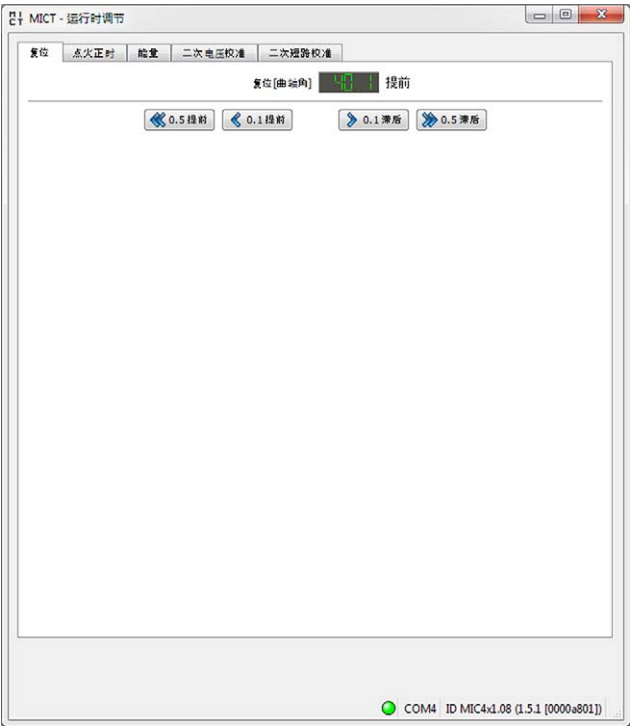 MICT - 运行时调节
复位 点火正时 能量 二次电压校准 二次短路校准
复位[曲轴角] 40 1 提前
0.5 提前 0.1 提前 0.1 滞后 0.5 滞后
COM4 ID MIC4x1.08 (1.5.1 [0000a801])